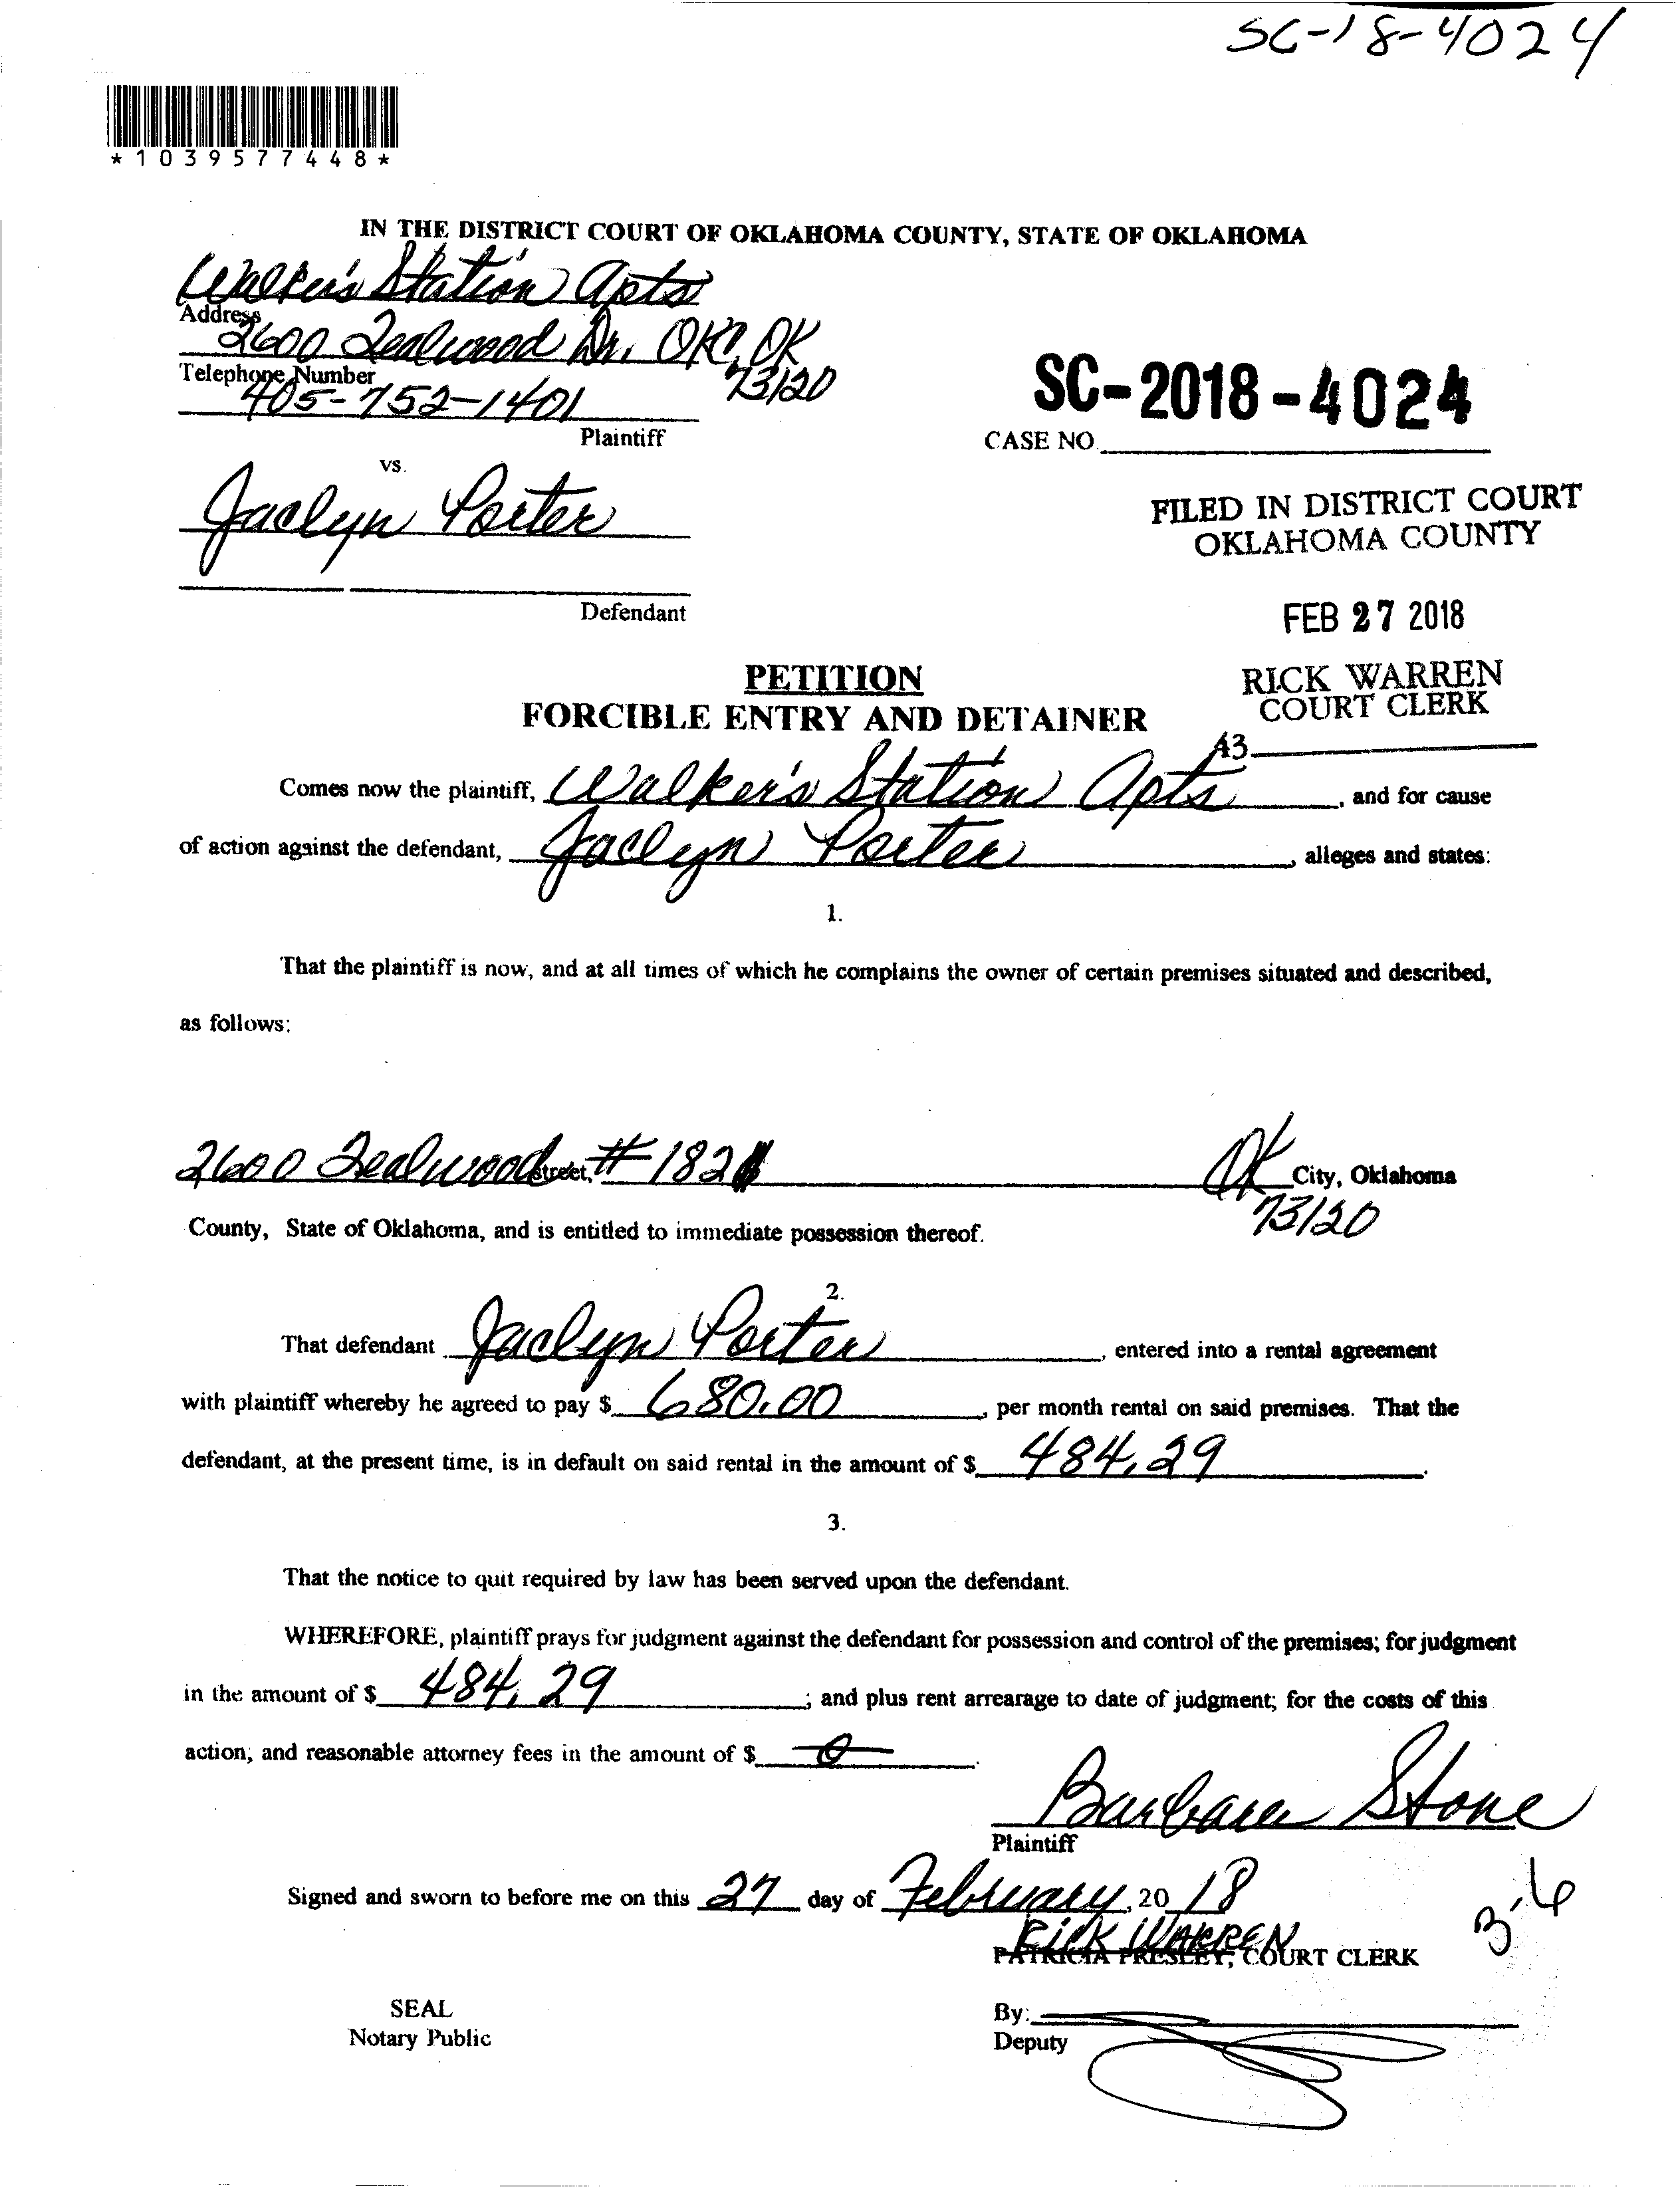 SC-18-4024
*1039577448*
IN THE DISTRICT COURT OF OKLAHOMA COUNTY, STATE OF OKLAHOMA
Walker's Station Apts
Address
2600 Tealwood Dr. OKC, OK
73120
Telephone Number
405-752-1401
Plaintiff
SC-2018-4024
CASE NO.
vs.
Jaclyn Porter
Defendant
FILED IN DISTRICT COURT
OKLAHOMA COUNTY
FEB 27 2018
RICK WARREN
COURT CLERK
43
PETITION
FORCIBLE ENTRY AND DETAINER
Comes now the plaintiff, Walker's Station Apts, and for cause
of action against the defendant, Jaclyn Porter, alleges and states:
1.
That the plaintiff is now, and at all times of which he complains the owner of certain premises situated and described,
as follows:
2600 Tealwood street, # 182 OK City, Oklahoma
73120
County, State of Oklahoma, and is entitled to immediate possession thereof.
2.
That defendant Jaclyn Porter, entered into a rental agreement
with plaintiff whereby he agreed to pay $ 680.00, per month rental on said premises. That the
defendant, at the present time, is in default on said rental in the amount of $ 484.29.
3.
That the notice to quit required by law has been served upon the defendant.
WHEREFORE, plaintiff prays for judgment against the defendant for possession and control of the premises; for judgment
in the amount of $ 484.29; and plus rent arrearage to date of judgment; for the costs of this
action, and reasonable attorney fees in the amount of $ 0.
Barbara Stone
Plaintiff
Signed and sworn to before me on this 27 day of February, 20 18
3-6
RICK WARREN
PATRICIA PRESLEY, COURT CLERK
SEAL
Notary Public
By:
Deputy